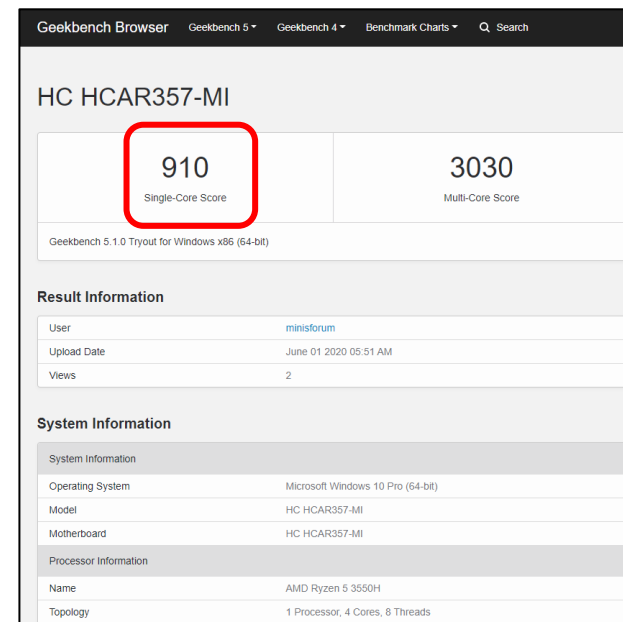 Geekbench Browser Geekbench 5 Geekbench 4 Benchmark Charts Search
HC HCAR357-MI
910 3030
Single-Core Score Multi-Core Score
Geekbench 5.1.0 Tryout for Windows x86 (64-bit)
Result Information
User minisforum
Upload Date June 01 2020 05:51 AM
Views 2
System Information
System Information
Operating System Microsoft Windows 10 Pro (64-bit)
Model HC HCAR357-MI
Motherboard HC HCAR357-MI
Processor Information
Name AMD Ryzen 5 3550H
Topology 1 Processor, 4 Cores, 8 Threads